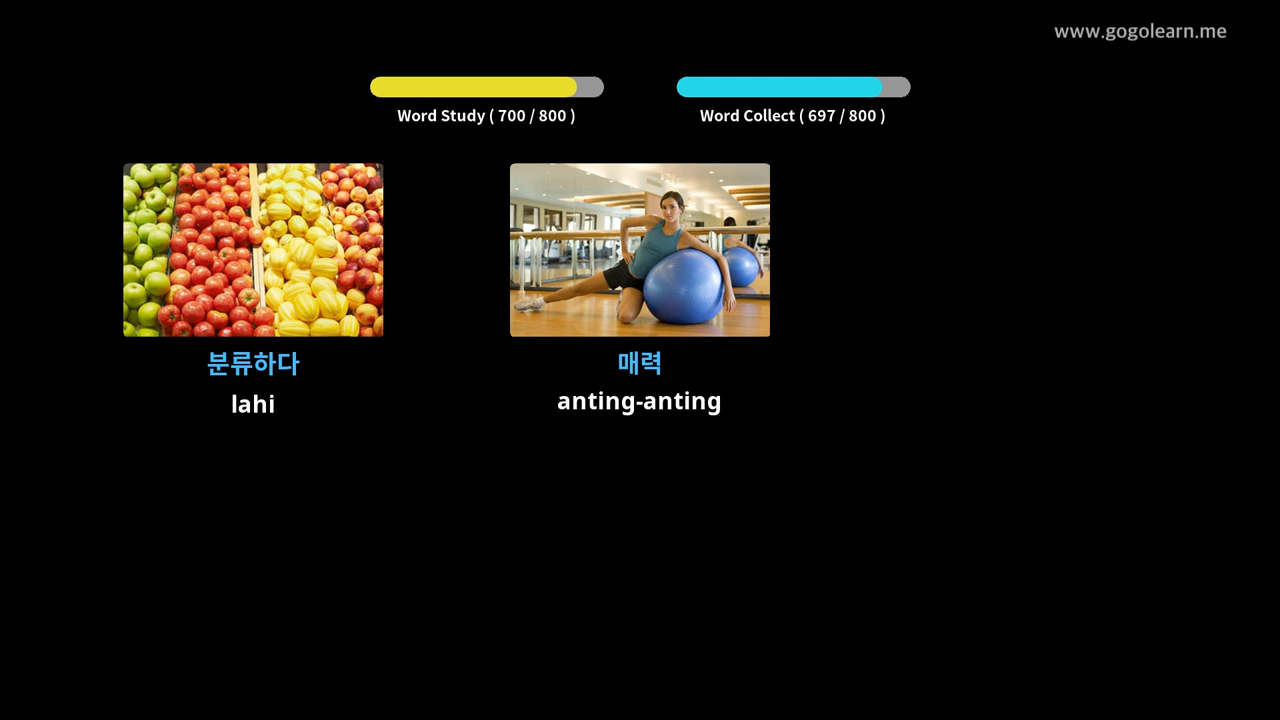 www.gogolearn.me
Word Study ( 700 / 800 )
Word Collect ( 697 / 800 )
분류하다
lahi
매력
anting-anting